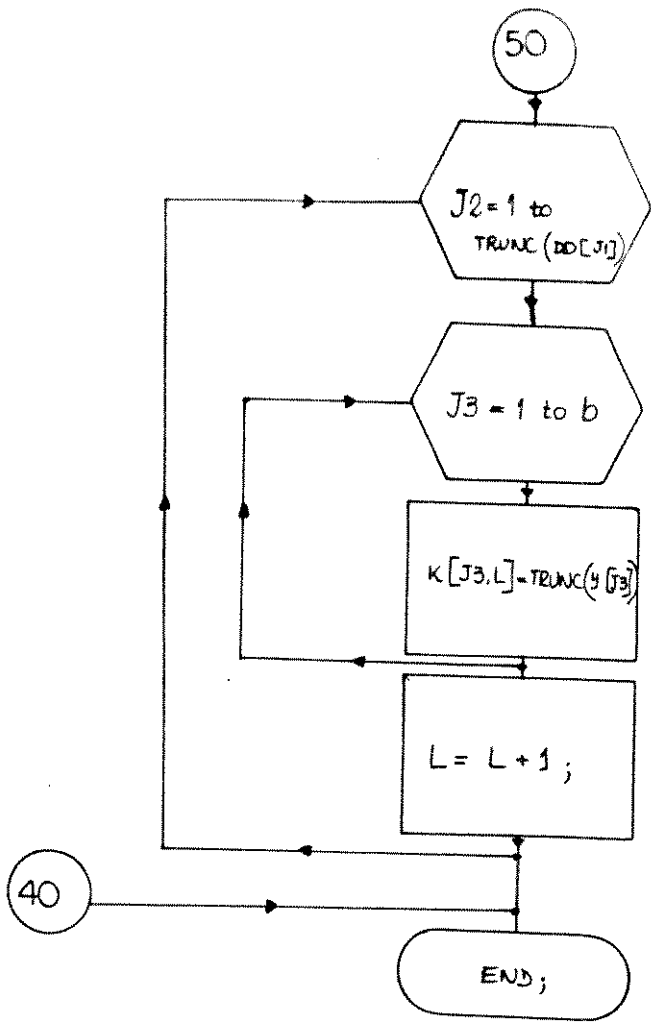 50
J2 = 1 to
TRUNC (DD[J1])
J3 = 1 to b
K[J3,L]=TRUNC(y[J3])
L = L + 1 ;
40
END;